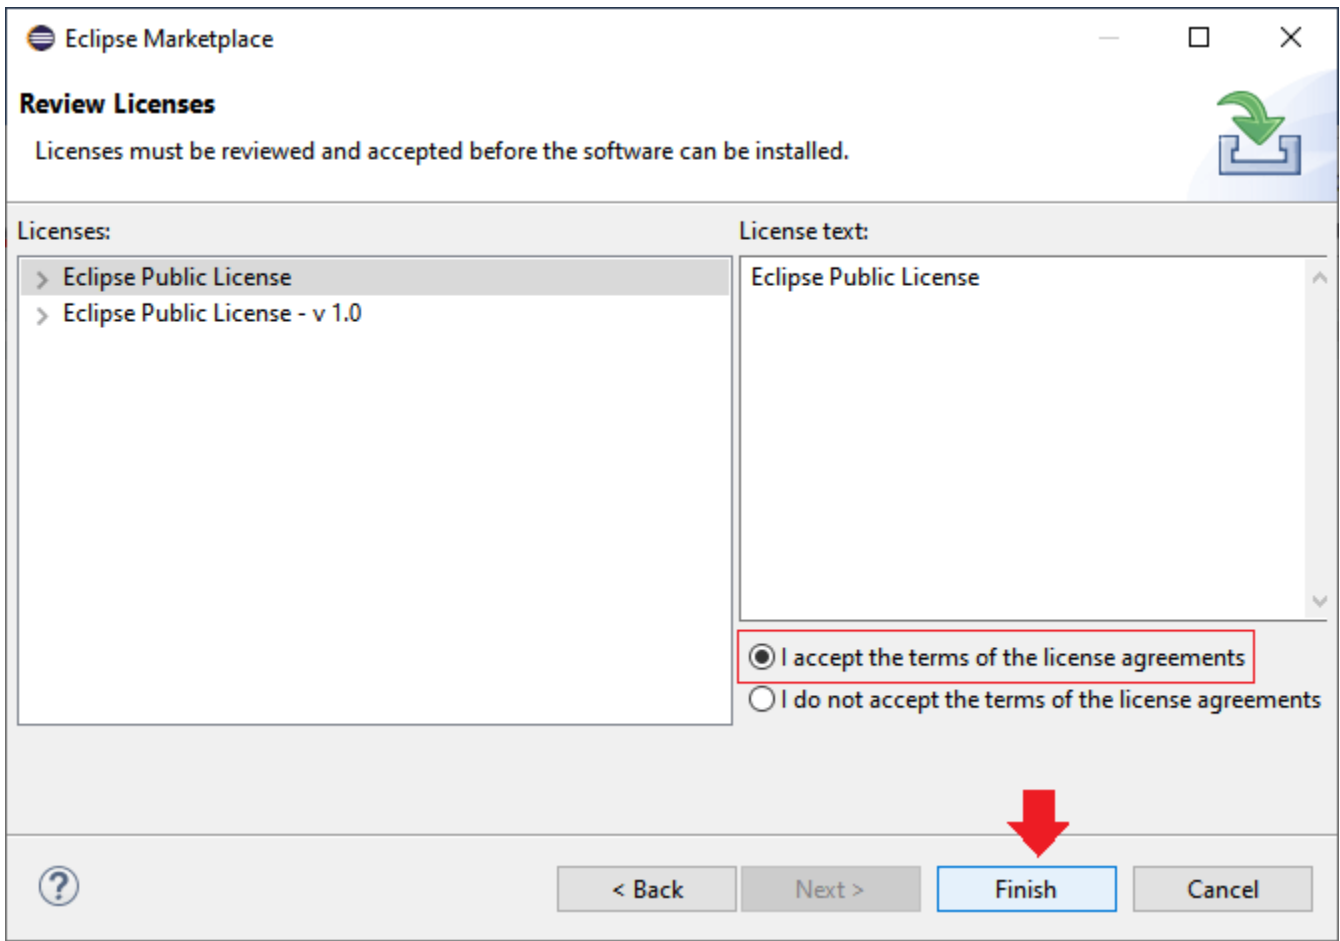 Eclipse Marketplace
Review Licenses
Licenses must be reviewed and accepted before the software can be installed.
Licenses:
License text:
Eclipse Public License
Eclipse Public License - v 1.0
Eclipse Public License
I accept the terms of the license agreements
I do not accept the terms of the license agreements
?
< Back
Next >
Finish
Cancel